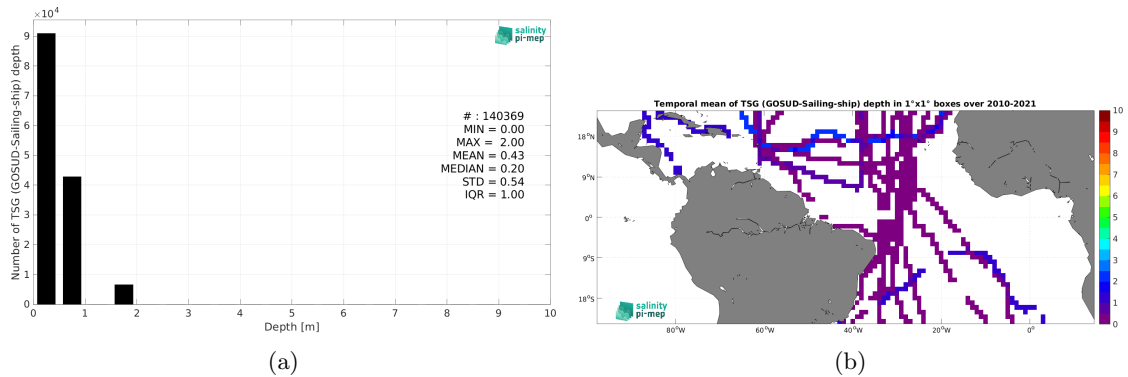 ×10⁴
9
8
7
6
5
4
3
2
1
0
Number of TSG (GOSUD-Sailing-ship) depth
salinity
pi-mep
# : 140369
MIN = 0.00
MAX = 2.00
MEAN = 0.43
MEDIAN = 0.20
STD = 0.54
IQR = 1.00
0 1 2 3 4 5 6 7 8 9 10
Depth [m]
(a)
Temporal mean of TSG (GOSUD-Sailing-ship) depth in 1°x1° boxes over 2010-2021
18°N
9°N
0°
9°S
18°S
80°W 60°W 40°W 20°W 0°
salinity
pi-mep
10
9
8
7
6
5
4
3
2
1
0
(b)